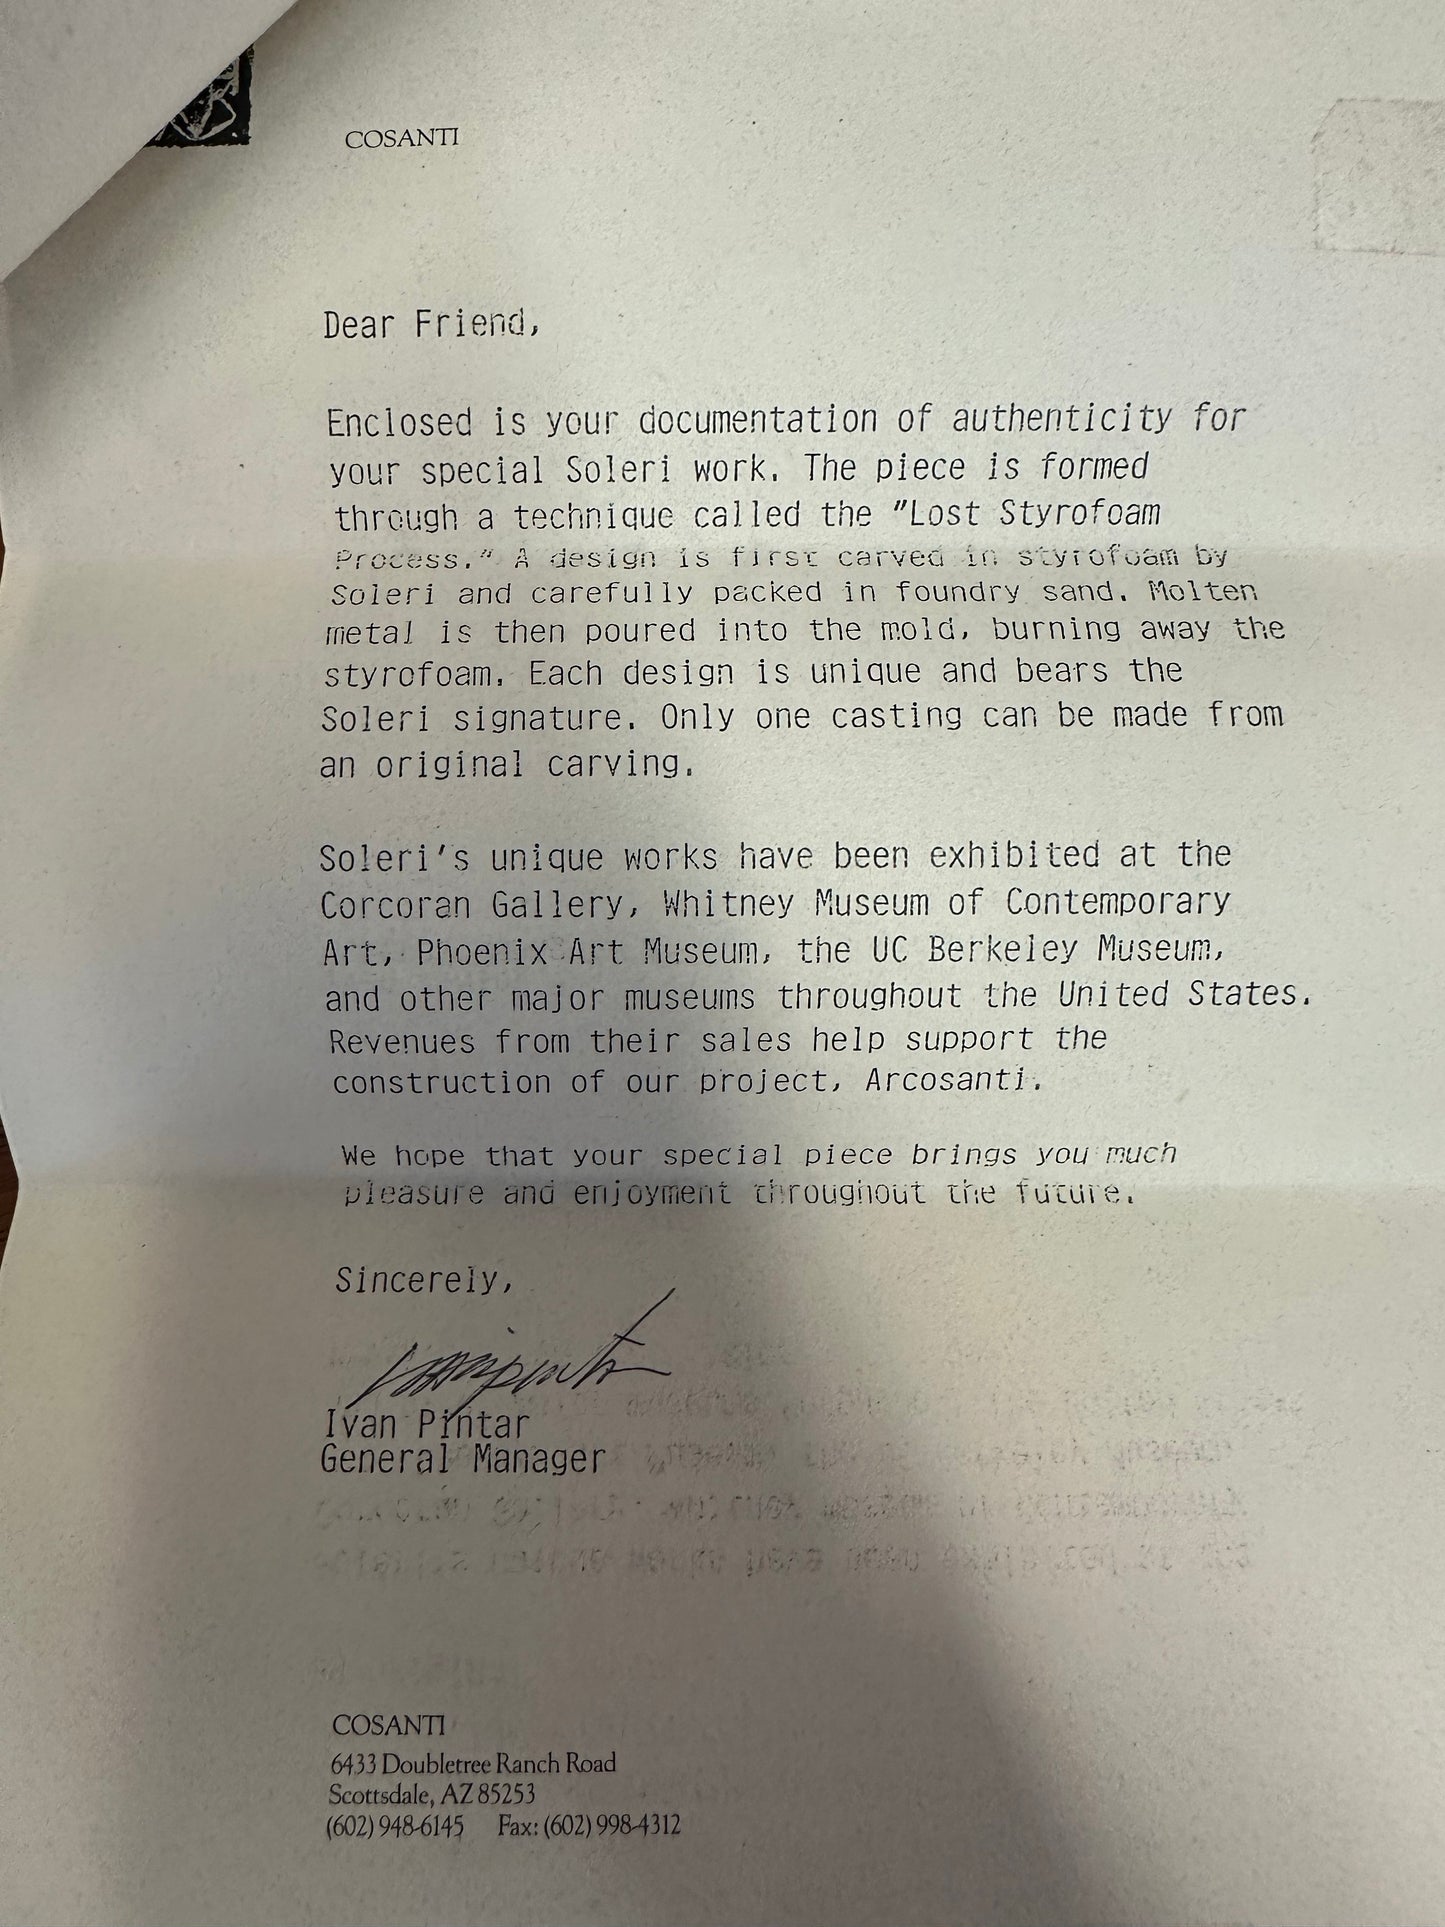 COSANTI
Dear Friend,
Enclosed is your documentation of authenticity for
your special Soleri work. The piece is formed
through a technique called the "Lost Styrofoam
Process." A design is first carved in styrofoam by
Soleri and carefully packed in foundry sand. Molten
metal is then poured into the mold, burning away the
styrofoam. Each design is unique and bears the
Soleri signature. Only one casting can be made from
an original carving.
Soleri's unique works have been exhibited at the
Corcoran Gallery, Whitney Museum of Contemporary
Art, Phoenix Art Museum, the UC Berkeley Museum,
and other major museums throughout the United States.
Revenues from their sales help support the
construction of our project, Arcosanti.
We hope that your special piece brings you much
pleasure and enjoyment throughout the future.
Sincerely,
Ivan Pintar
General Manager
COSANTI
6433 Doubletree Ranch Road
Scottsdale, AZ 85253
(602) 948-6145 Fax: (602) 998-4312